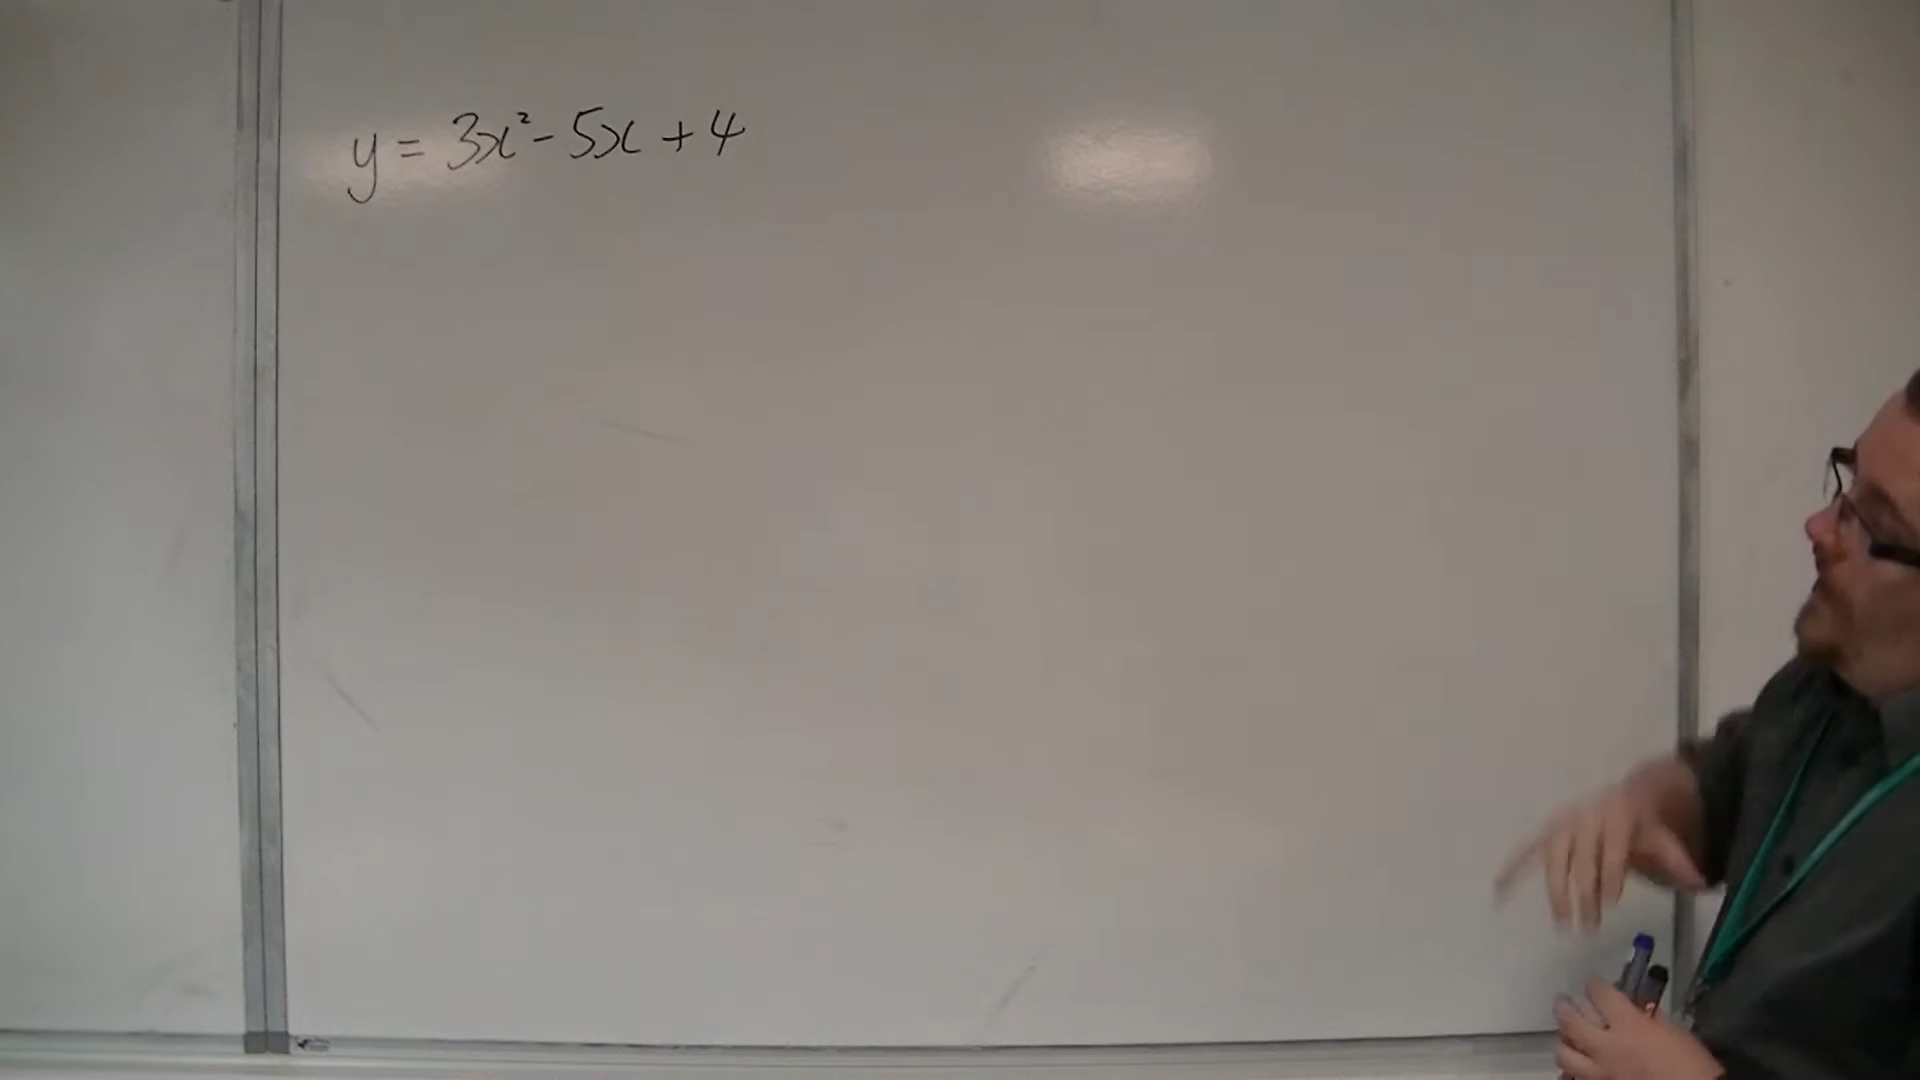 y = 3x² - 5x + 4